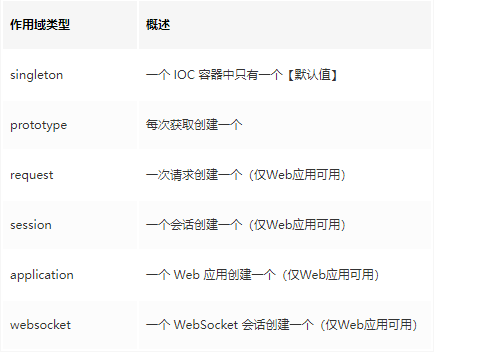 作用域类型 概述
singleton 一个 IOC 容器中只有一个【默认值】
prototype 每次获取创建一个
request 一次请求创建一个（仅Web应用可用）
session 一个会话创建一个（仅Web应用可用）
application 一个 Web 应用创建一个（仅Web应用可用）
websocket 一个 WebSocket 会话创建一个（仅Web应用可用）